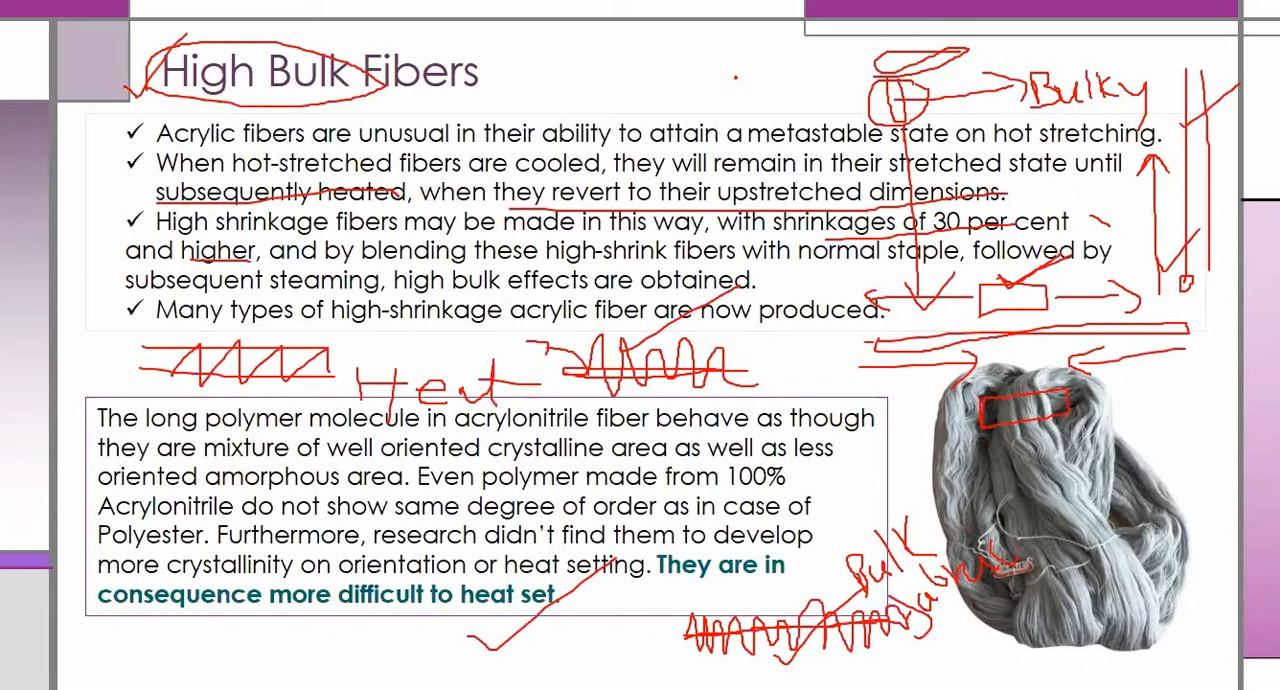 High Bulk Fibers
Bulky
✓ Acrylic fibers are unusual in their ability to attain a metastable state on hot stretching.
✓ When hot-stretched fibers are cooled, they will remain in their stretched state until
subsequently heated, when they revert to their upstretched dimensions.
✓ High shrinkage fibers may be made in this way, with shrinkages of 30 per cent
and higher, and by blending these high-shrink fibers with normal staple, followed by
subsequent steaming, high bulk effects are obtained.
✓ Many types of high-shrinkage acrylic fiber are now produced.
Heat
The long polymer molecule in acrylonitrile fiber behave as though
they are mixture of well oriented crystalline area as well as less
oriented amorphous area. Even polymer made from 100%
Acrylonitrile do not show same degree of order as in case of
Polyester. Furthermore, research didn't find them to develop
more crystallinity on orientation or heat setting. They are in
consequence more difficult to heat set.
Bulk